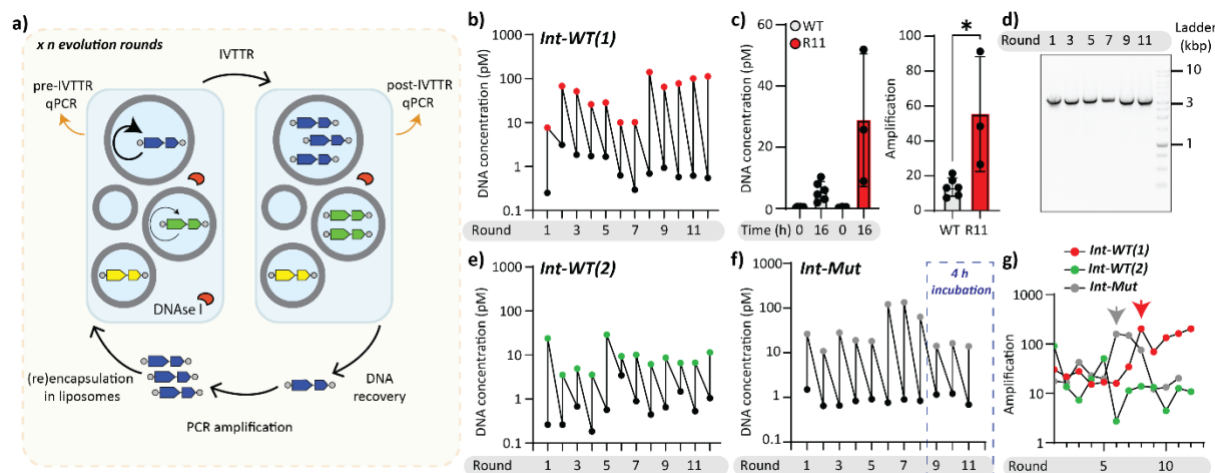 a)
x n evolution rounds
IVTTR
pre-IVTTR
qPCR
post-IVTTR
qPCR
DNAse I
(re)encapsulation
in liposomes
DNA
recovery
PCR amplification
b)
Int-WT(1)
DNA concentration (pM)
1000
100
10
1
0.1
Round
1 3 5 7 9 11
c)
WT
R11
DNA concentration (pM)
60
40
20
0
Time (h)
0 16 0 16
*
Amplification
100
80
60
40
20
0
WT R11
d)
Ladder
(kbp)
Round 1 3 5 7 9 11
10
3
1
e)
Int-WT(2)
DNA concentration (pM)
1000
100
10
1
0.1
Round
1 3 5 7 9 11
f)
Int-Mut
4 h
incubation
DNA concentration (pM)
1000
100
10
1
0.1
Round
1 3 5 7 9 11
g)
Int-WT(1)
Int-WT(2)
Int-Mut
Amplification
1000
100
10
1
Round
5 10